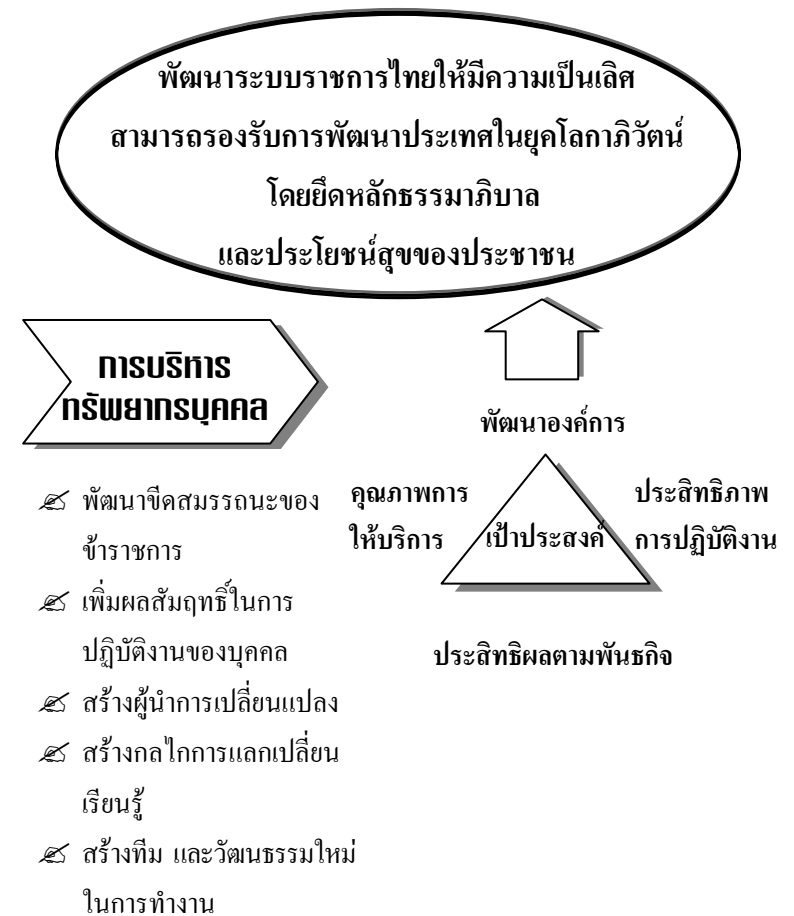 พัฒนาระบบราชการไทยให้มีความเป็นเลิศ
สามารถรองรับการพัฒนาประเทศในยุคโลกาภิวัตน์
โดยยึดหลักธรรมาภิบาล
และประโยชน์สุขของประชาชน
การบริหาร
ทรัพยากรบุคคล
พัฒนาขีดสมรรถนะของ
ข้าราชการ
เพิ่มผลสัมฤทธิ์ในการ
ปฏิบัติงานของบุคคล
สร้างผู้นำการเปลี่ยนแปลง
สร้างกลไกการแลกเปลี่ยน
เรียนรู้
สร้างทีม และวัฒนธรรมใหม่
ในการทำงาน
พัฒนาองค์การ
คุณภาพการ
ให้บริการ
เป้าประสงค์
ประสิทธิภาพ
การปฏิบัติงาน
ประสิทธิผลตามพันธกิจ